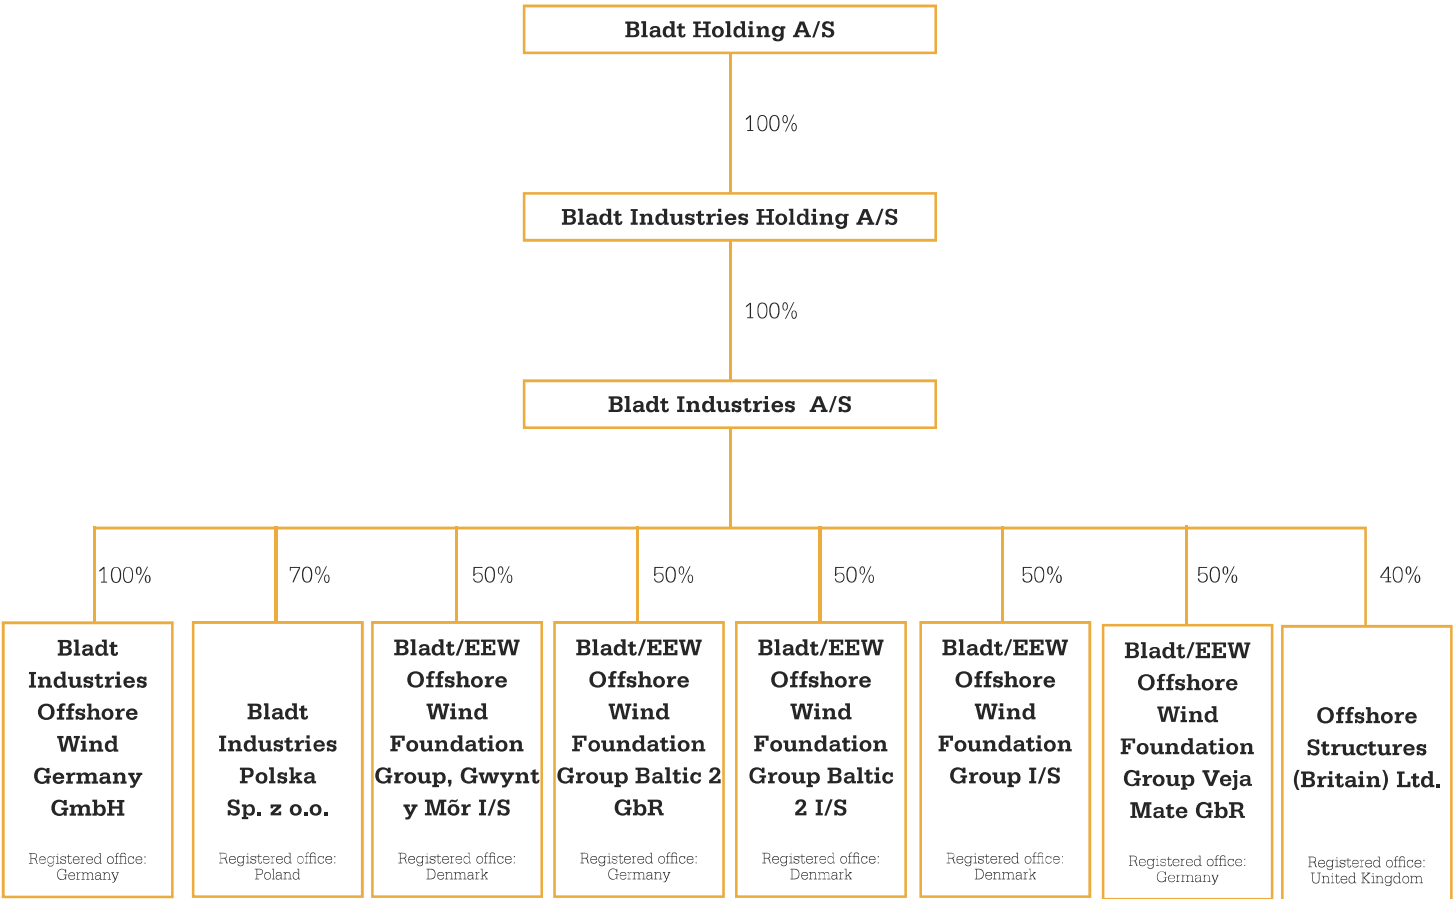 Bladt Holding A/S
100%
Bladt Industries Holding A/S
100%
Bladt Industries A/S
100%
70%
50%
50%
50%
50%
50%
40%
Bladt
Industries
Offshore
Wind
Germany
GmbH
Registered office:
Germany
Bladt
Industries
Polska
Sp. z o.o.
Registered office:
Poland
Bladt/EEW
Offshore
Wind
Foundation
Group, Gwynt
y Mõr I/S
Registered office:
Denmark
Bladt/EEW
Offshore
Wind
Foundation
Group Baltic 2
GbR
Registered office:
Germany
Bladt/EEW
Offshore
Wind
Foundation
Group Baltic
2 I/S
Registered office:
Denmark
Bladt/EEW
Offshore
Wind
Foundation
Group I/S
Registered office:
Denmark
Bladt/EEW
Offshore
Wind
Foundation
Group Veja
Mate GbR
Registered office:
Germany
Offshore
Structures
(Britain) Ltd.
Registered office:
United Kingdom